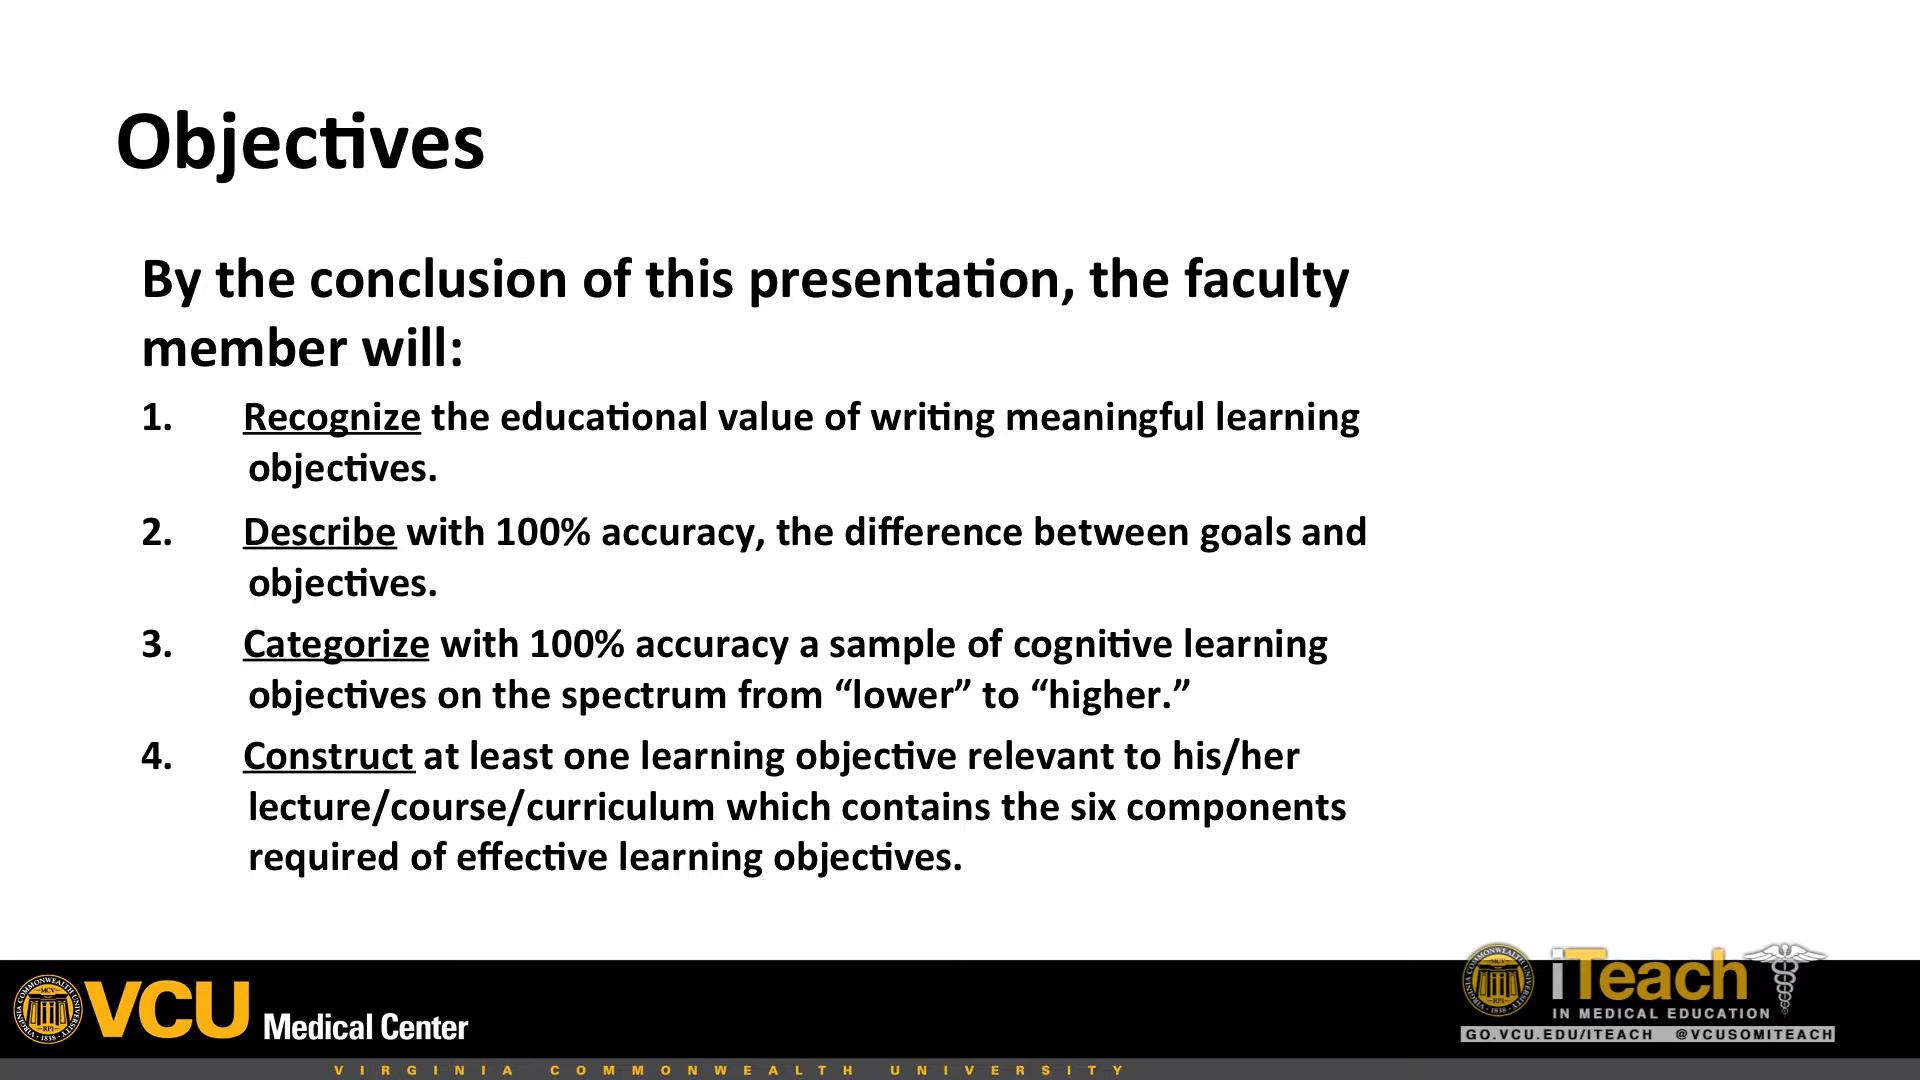 Objectives
By the conclusion of this presentation, the faculty
member will:
1. Recognize the educational value of writing meaningful learning
objectives.
2. Describe with 100% accuracy, the difference between goals and
objectives.
3. Categorize with 100% accuracy a sample of cognitive learning
objectives on the spectrum from “lower” to “higher.”
4. Construct at least one learning objective relevant to his/her
lecture/course/curriculum which contains the six components
required of effective learning objectives.
VCU Medical Center
iTeach
IN MEDICAL EDUCATION
GO.VCU.EDU/ITEACH @VCUSOMITEACH
VIRGINIA COMMONWEALTH UNIVERSITY